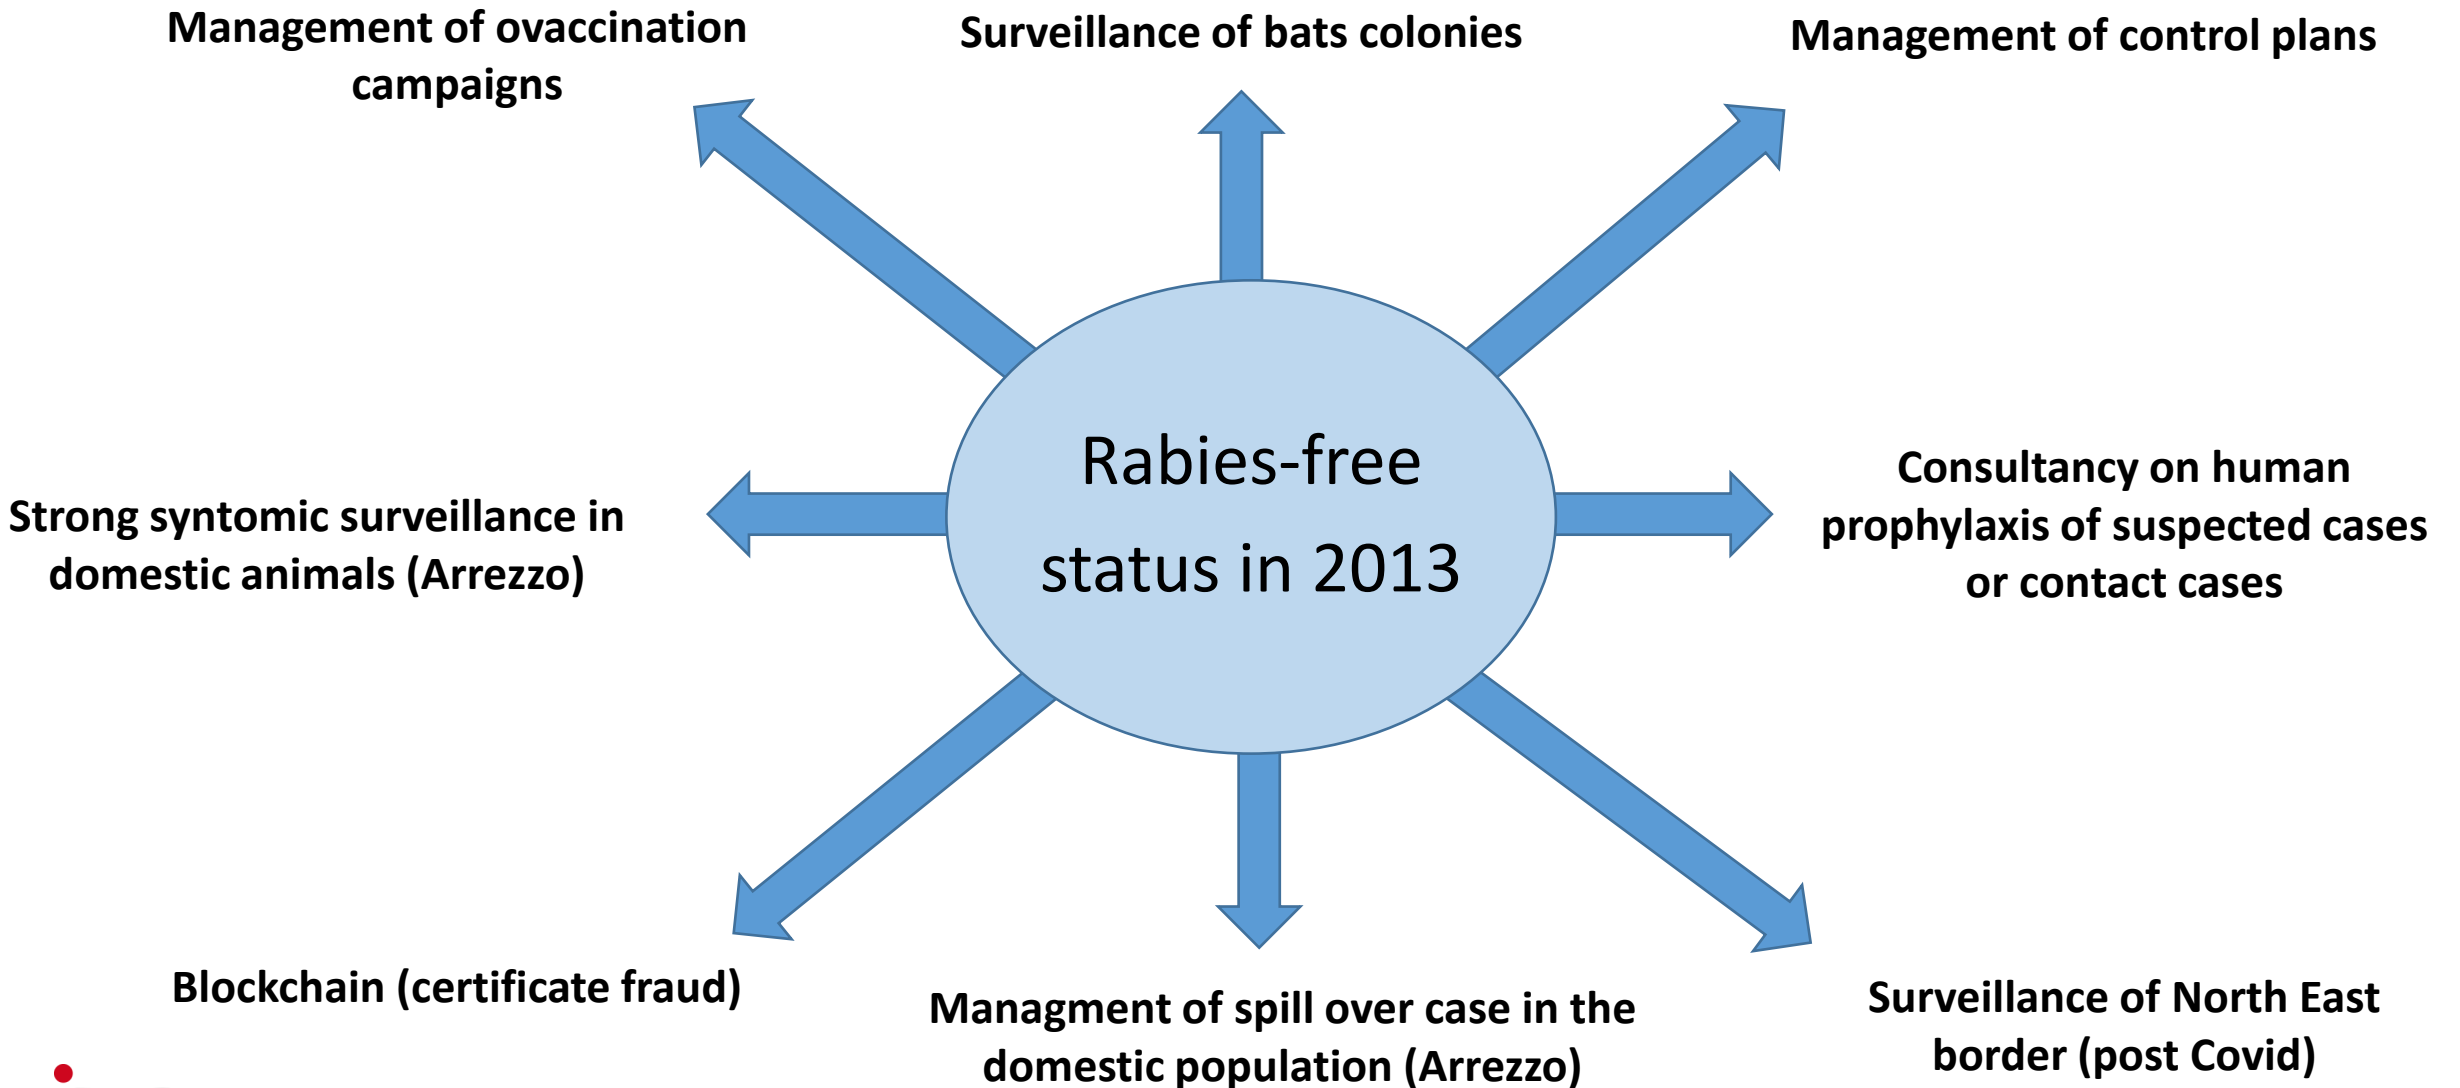 Management of ovaccination
campaigns
Surveillance of bats colonies
Management of control plans
Strong syntomic surveillance in
domestic animals (Arrezzo)
Rabies-free
status in 2013
Consultancy on human
prophylaxis of suspected cases
or contact cases
Blockchain (certificate fraud)
Managment of spill over case in the
domestic population (Arrezzo)
Surveillance of North East
border (post Covid)